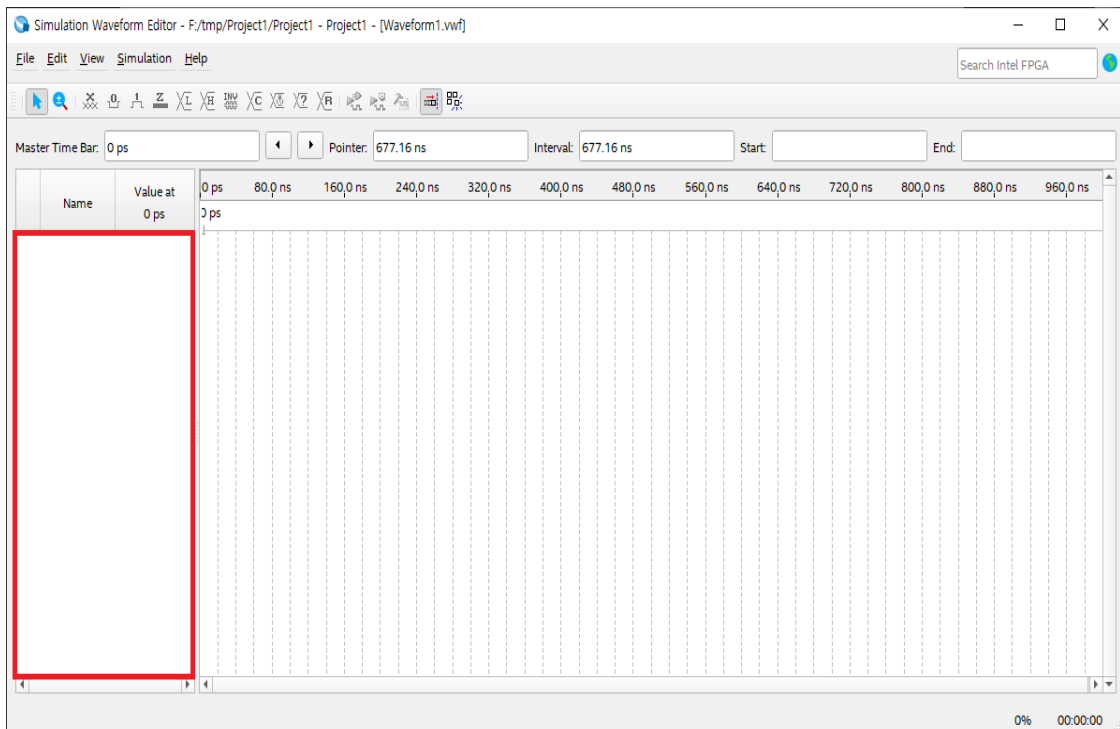 Simulation Waveform Editor - F:/tmp/Project1/Project1 - Project1 - [Waveform1.vwf]
File Edit View Simulation Help
Search Intel FPGA
Master Time Bar: 0 ps Pointer: 677.16 ns Interval: 677.16 ns Start: End:
Name Value at 0 ps
0 ps 80.0 ns 160.0 ns 240.0 ns 320.0 ns 400.0 ns 480.0 ns 560.0 ns 640.0 ns 720.0 ns 800.0 ns 880.0 ns 960.0 ns
0 ps
0% 00:00:00